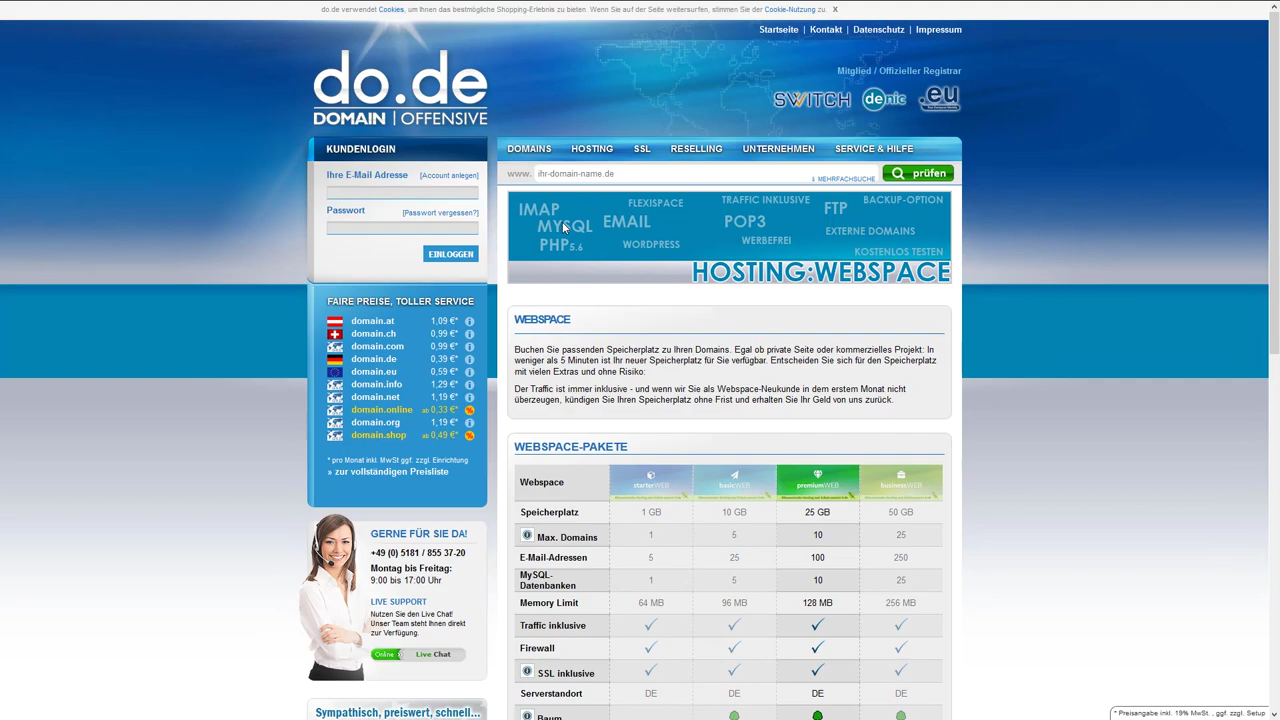 do.de verwendet Cookies, um Ihnen das bestmögliche Shopping-Erlebnis zu bieten. Wenn Sie auf der Seite weitersurfen, stimmen Sie der Cookie-Nutzung zu. X
Startseite | Kontakt | Datenschutz | Impressum
do.de
DOMAIN | OFFENSIVE
Mitglied / Offizieller Registrar
SWITCH denic .eu
KUNDENLOGIN
Ihre E-Mail Adresse [Account anlegen]
Passwort [Passwort vergessen?]
EINLOGGEN
DOMAINS HOSTING SSL RESELLING UNTERNEHMEN SERVICE & HILFE
www. ihr-domain-name.de MEHRFACHSUCHE prüfen
IMAP FLEXISPACE TRAFFIC INKLUSIVE FTP BACKUP-OPTION
MYSQL EMAIL POP3 EXTERNE DOMAINS
PHP5.6 WORDPRESS WERBEFREI KOSTENLOS TESTEN
HOSTING:WEBSPACE
FAIRE PREISE, TOLLER SERVICE
domain.at 1,09 €*
domain.ch 0,99 €*
domain.com 0,99 €*
domain.de 0,39 €*
domain.eu 0,59 €*
domain.info 1,29 €*
domain.net 1,19 €*
domain.online ab 0,33 €* %
domain.org 1,19 €*
domain.shop ab 0,49 €* %
* pro Monat inkl. MwSt ggf. zzgl. Einrichtung
» zur vollständigen Preisliste
WEBSPACE
Buchen Sie passenden Speicherplatz zu Ihren Domains. Egal ob private Seite oder kommerzielles Projekt: In
weniger als 5 Minuten ist Ihr neuer Speicherplatz für Sie verfügbar. Entscheiden Sie sich für den Speicherplatz
mit vielen Extras und ohne Risiko:
Der Traffic ist immer inklusive - und wenn wir Sie als Webspace-Neukunde in dem erstem Monat nicht
überzeugen, kündigen Sie Ihren Speicherplatz ohne Frist und erhalten Sie Ihr Geld von uns zurück.
WEBSPACE-PAKETE
Webspace starterWEB basicWEB premiumWEB businessWEB
Speicherplatz 1 GB 10 GB 25 GB 50 GB
Max. Domains 1 5 10 25
E-Mail-Adressen 5 25 100 250
MySQL-
Datenbanken 1 5 10 25
Memory Limit 64 MB 96 MB 128 MB 256 MB
Traffic inklusive
Firewall
SSL inklusive
Serverstandort DE DE DE DE
Baum
GERNE FÜR SIE DA!
+49 (0) 5181 / 855 37-20
Montag bis Freitag:
9:00 bis 17:00 Uhr
LIVE SUPPORT
Nutzen Sie den Live Chat!
Unser Team steht Ihnen direkt
zur Verfügung.
Online Live Chat
Sympathisch, preiswert, schnell...
* Preisangabe inkl. 19% MwSt. , ggf. zzgl. Setup